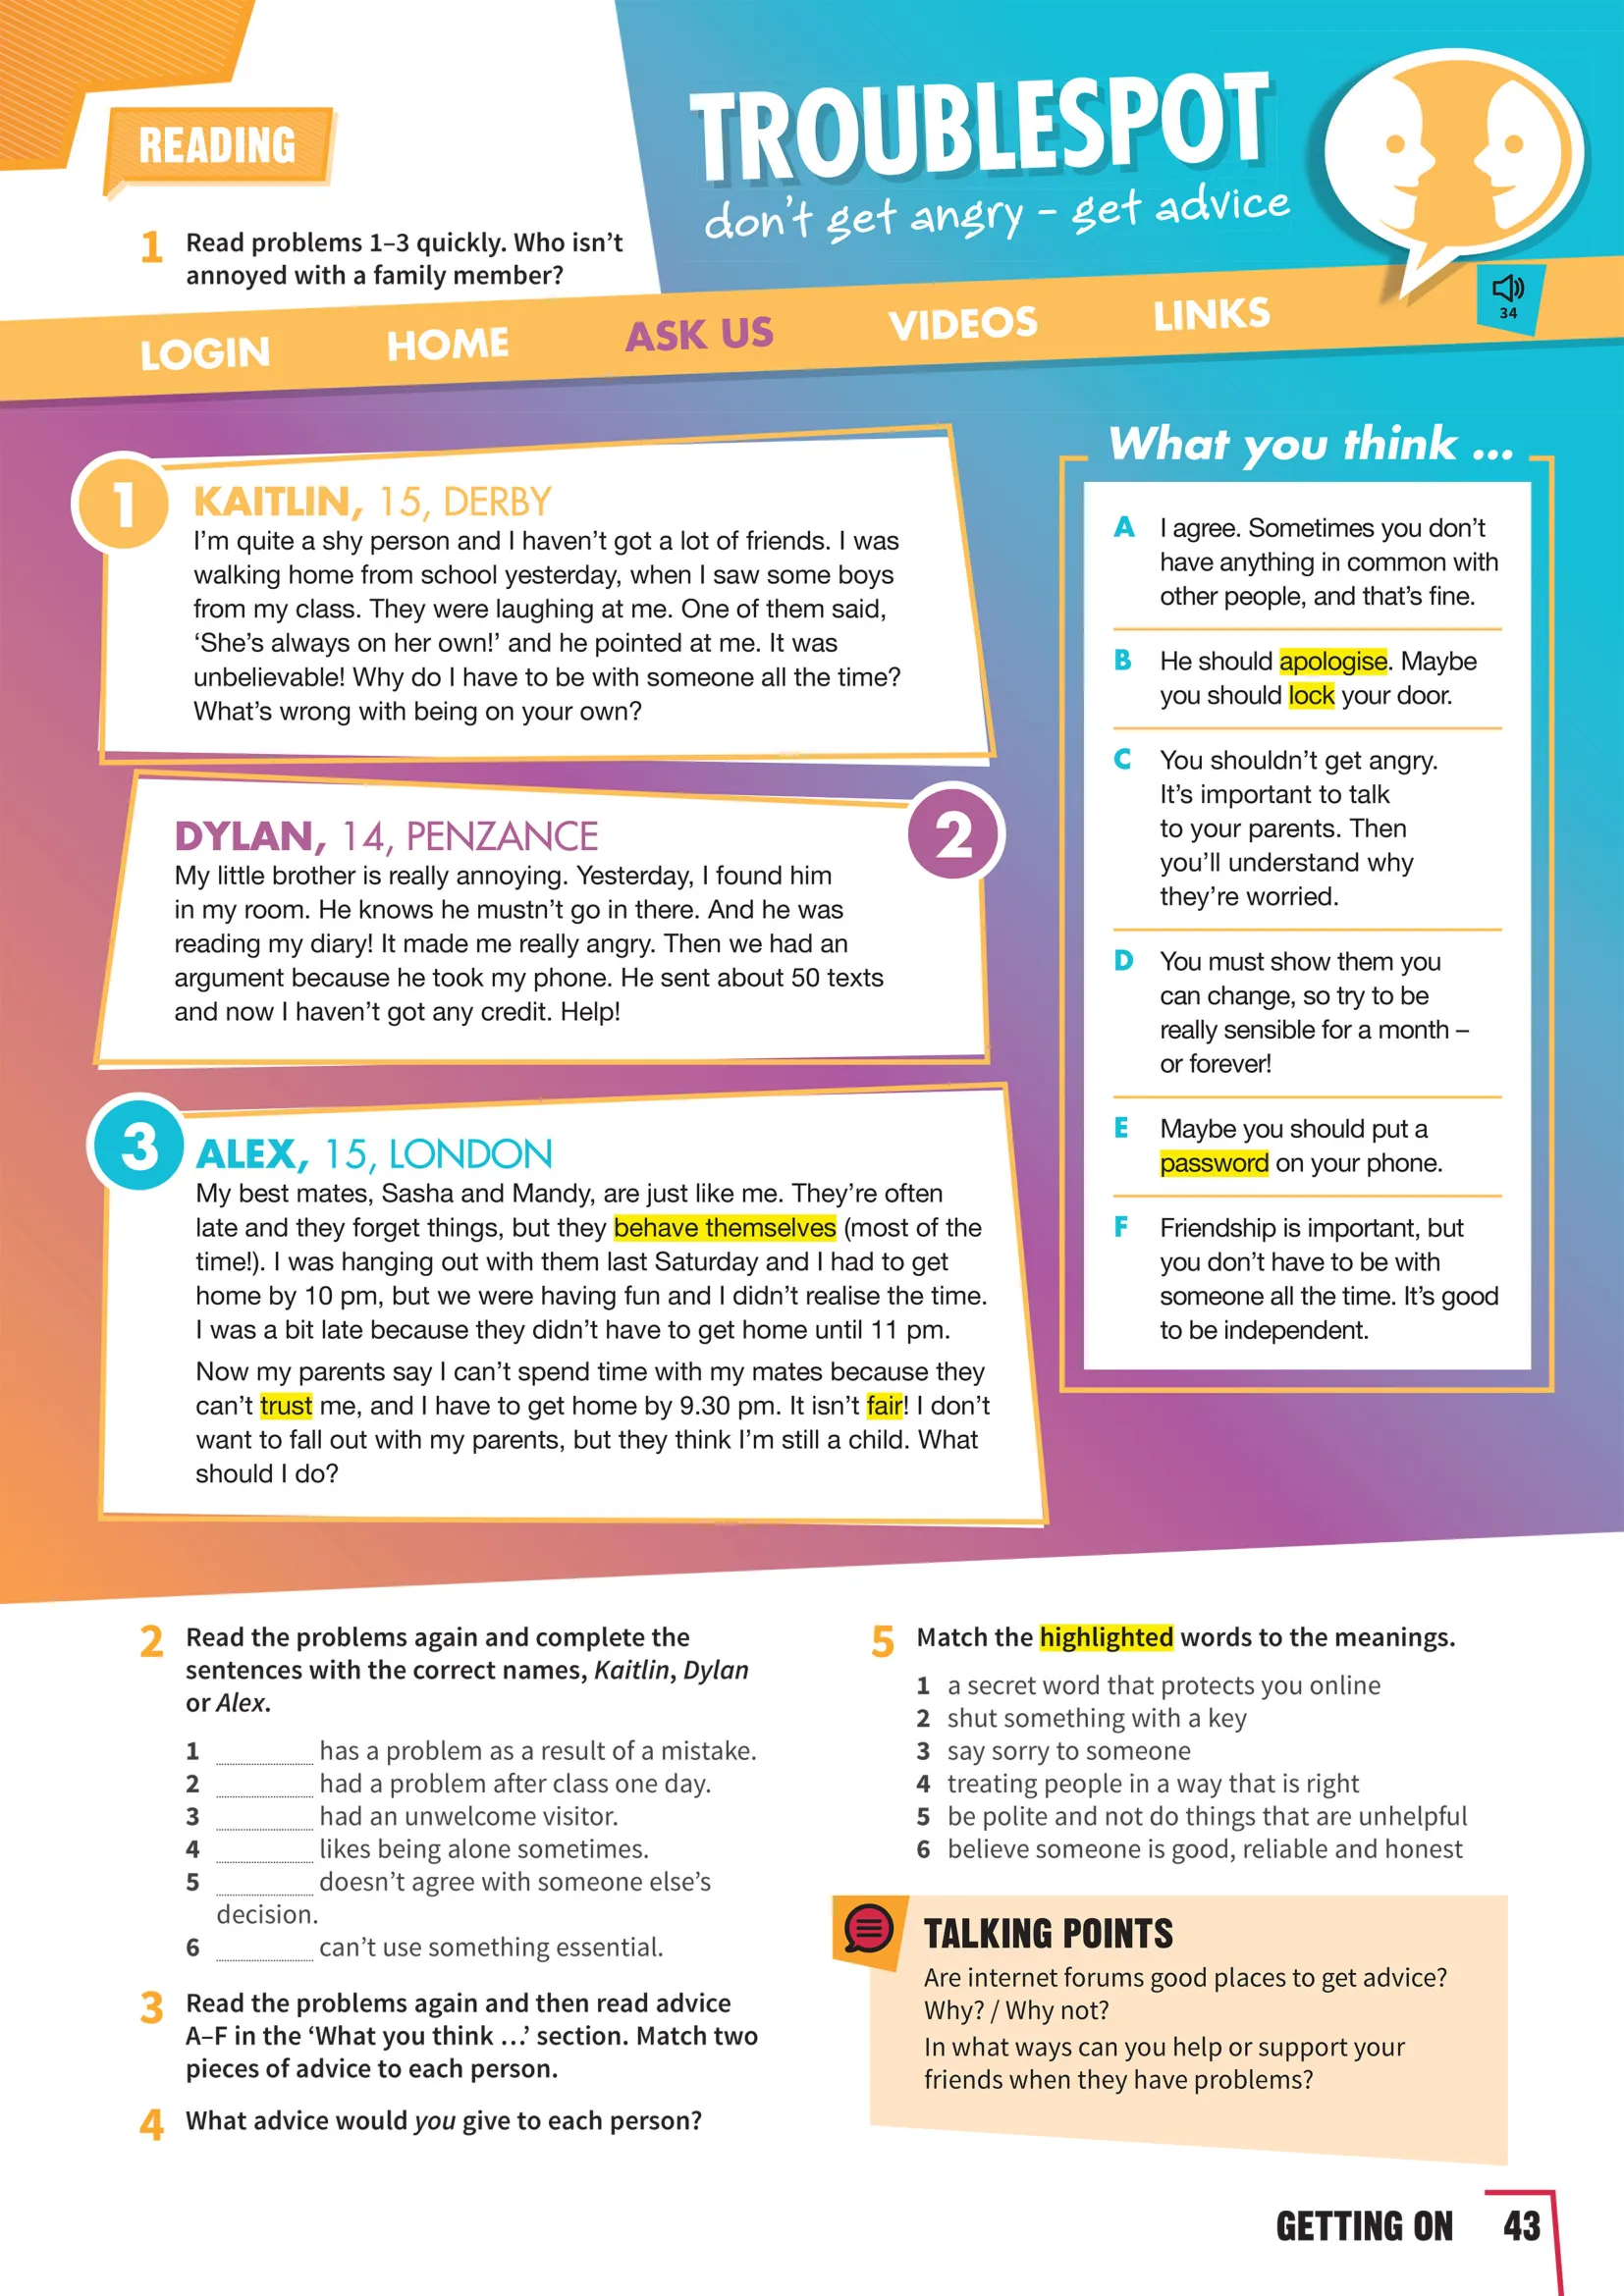 READING
TROUBLESPOT
don't get angry – get advice
1 Read problems 1–3 quickly. Who isn't
annoyed with a family member?
34
LOGIN HOME ASK US VIDEOS LINKS
1
KAITLIN, 15, DERBY
I'm quite a shy person and I haven't got a lot of friends. I was
walking home from school yesterday, when I saw some boys
from my class. They were laughing at me. One of them said,
'She's always on her own!' and he pointed at me. It was
unbelievable! Why do I have to be with someone all the time?
What's wrong with being on your own?
2
DYLAN, 14, PENZANCE
My little brother is really annoying. Yesterday, I found him
in my room. He knows he mustn't go in there. And he was
reading my diary! It made me really angry. Then we had an
argument because he took my phone. He sent about 50 texts
and now I haven't got any credit. Help!
3
ALEX, 15, LONDON
My best mates, Sasha and Mandy, are just like me. They're often
late and they forget things, but they behave themselves (most of the
time!). I was hanging out with them last Saturday and I had to get
home by 10 pm, but we were having fun and I didn't realise the time.
I was a bit late because they didn't have to get home until 11 pm.
Now my parents say I can't spend time with my mates because they
can't trust me, and I have to get home by 9.30 pm. It isn't fair! I don't
want to fall out with my parents, but they think I'm still a child. What
should I do?
What you think ...
A I agree. Sometimes you don't
have anything in common with
other people, and that's fine.
B He should apologise. Maybe
you should lock your door.
C You shouldn't get angry.
It's important to talk
to your parents. Then
you'll understand why
they're worried.
D You must show them you
can change, so try to be
really sensible for a month –
or forever!
E Maybe you should put a
password on your phone.
F Friendship is important, but
you don't have to be with
someone all the time. It's good
to be independent.
2 Read the problems again and complete the
sentences with the correct names, Kaitlin, Dylan
or Alex.
1 has a problem as a result of a mistake.
2 had a problem after class one day.
3 had an unwelcome visitor.
4 likes being alone sometimes.
5 doesn't agree with someone else's
decision.
6 can't use something essential.
3 Read the problems again and then read advice
A–F in the 'What you think ...' section. Match two
pieces of advice to each person.
4 What advice would you give to each person?
5 Match the highlighted words to the meanings.
1 a secret word that protects you online
2 shut something with a key
3 say sorry to someone
4 treating people in a way that is right
5 be polite and not do things that are unhelpful
6 believe someone is good, reliable and honest
TALKING POINTS
Are internet forums good places to get advice?
Why? / Why not?
In what ways can you help or support your
friends when they have problems?
GETTING ON 43